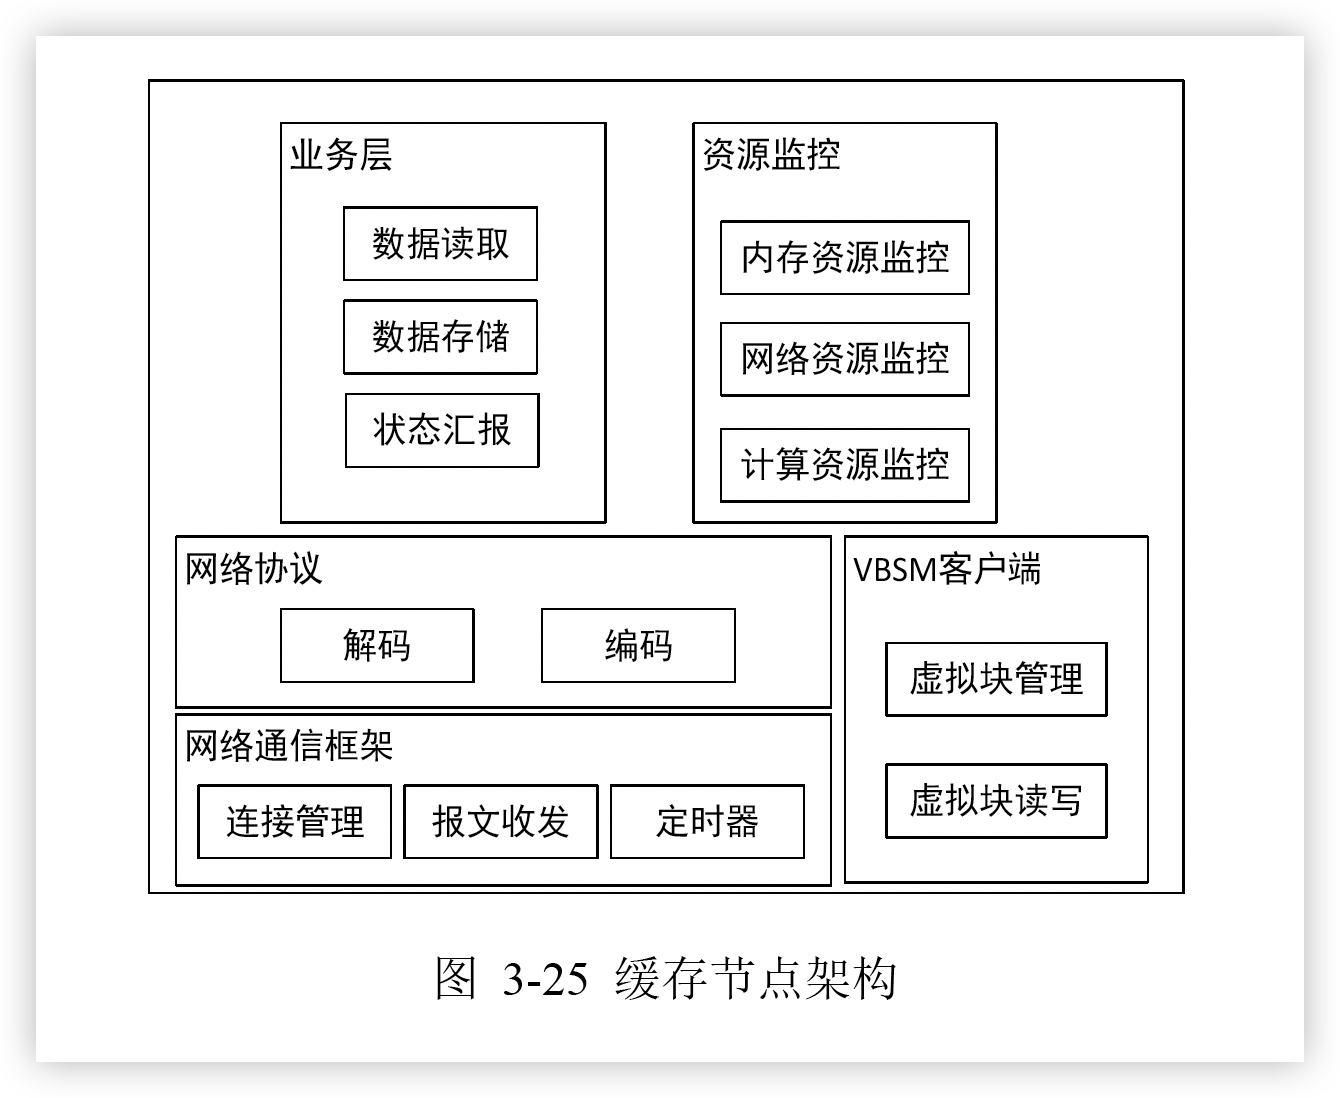 业务层
数据读取
数据存储
状态汇报
资源监控
内存资源监控
网络资源监控
计算资源监控
网络协议
解码
编码
网络通信框架
连接管理
报文收发
定时器
VBSM客户端
虚拟块管理
虚拟块读写
图 3-25 缓存节点架构